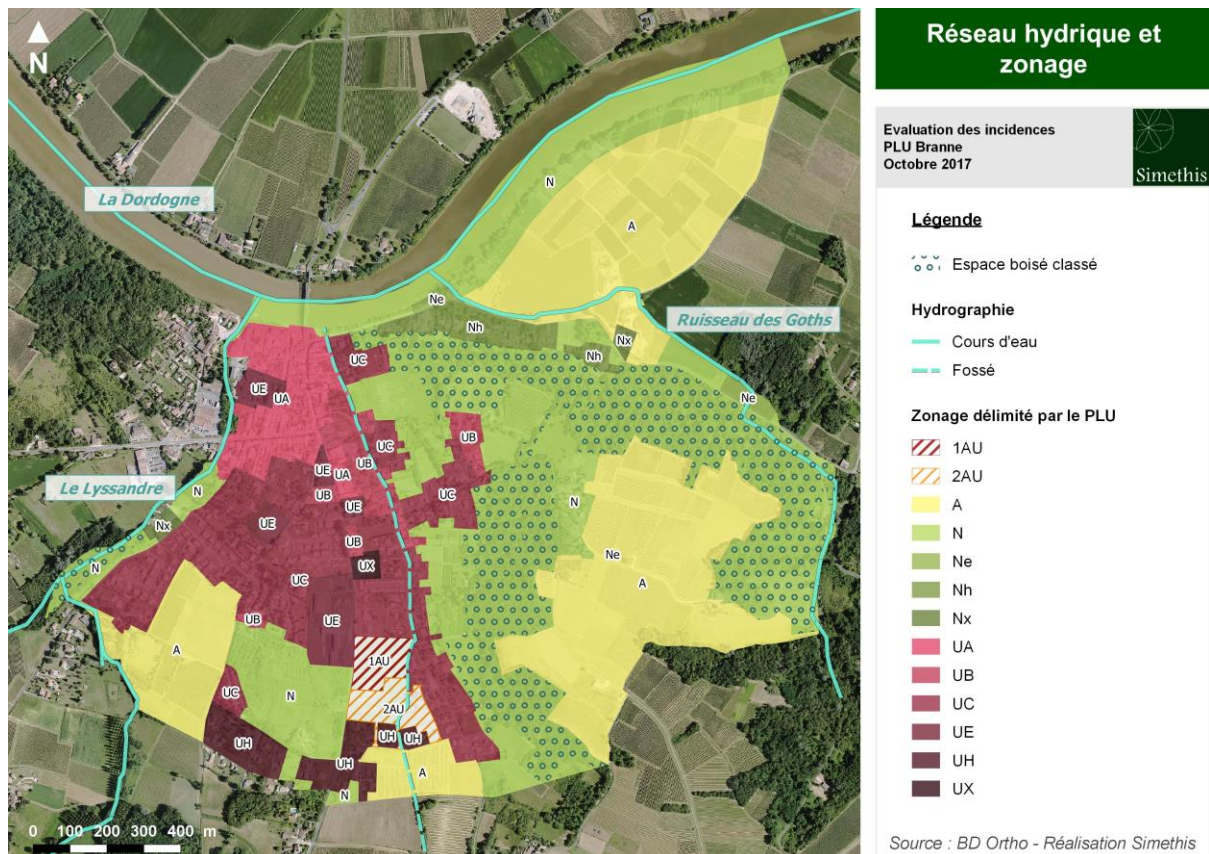 N
La Dordogne
N
A
Ne
Nh
Ruisseau des Goths
Nx
Nh
UC
UE
UA
Ne
UB
UC
UB
UE
UA
UC
UB
UE
N
N
Le Lyssandre
UE
Nx
UB
Ne
UX
N
UC
A
UB
UE
A
1AU
UC
N
2AU
UH
UH
UH
UH
A
N
0 100 200 300 400 m
Réseau hydrique et
zonage
Evaluation des incidences
PLU Branne
Octobre 2017
Simethis
Légende
Espace boisé classé
Hydrographie
Cours d'eau
Fossé
Zonage délimité par le PLU
1AU
2AU
A
N
Ne
Nh
Nx
UA
UB
UC
UE
UH
UX
Source : BD Ortho - Réalisation Simethis